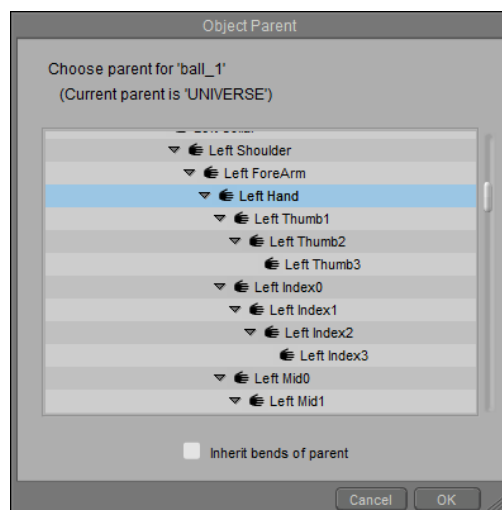 Object Parent
Choose parent for 'ball_1'
(Current parent is 'UNIVERSE')
Left Shoulder
Left ForeArm
Left Hand
Left Thumb1
Left Thumb2
Left Thumb3
Left Index0
Left Index1
Left Index2
Left Index3
Left Mid0
Left Mid1
Inherit bends of parent
Cancel OK